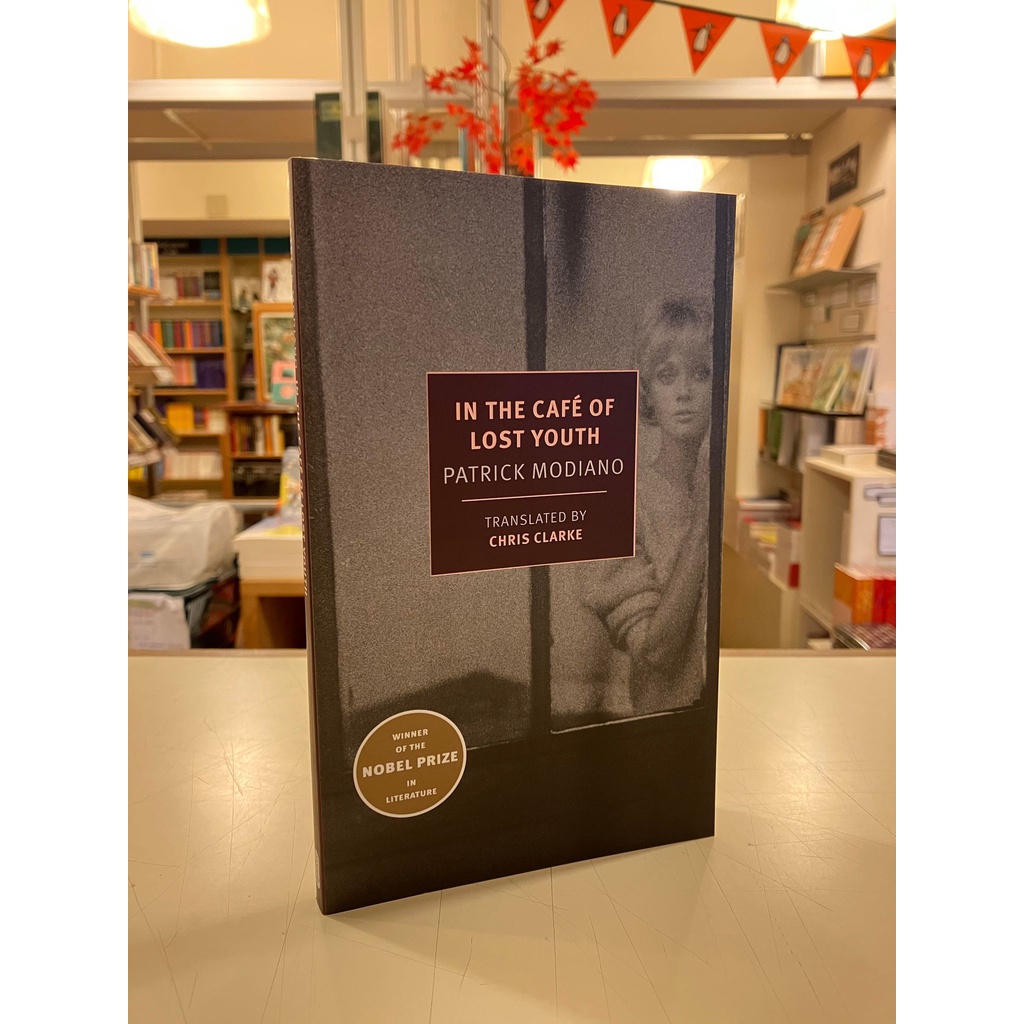 IN THE CAFÉ OF
LOST YOUTH
PATRICK MODIANO
TRANSLATED BY
CHRIS CLARKE
WINNER
OF THE
NOBEL PRIZE
IN
LITERATURE